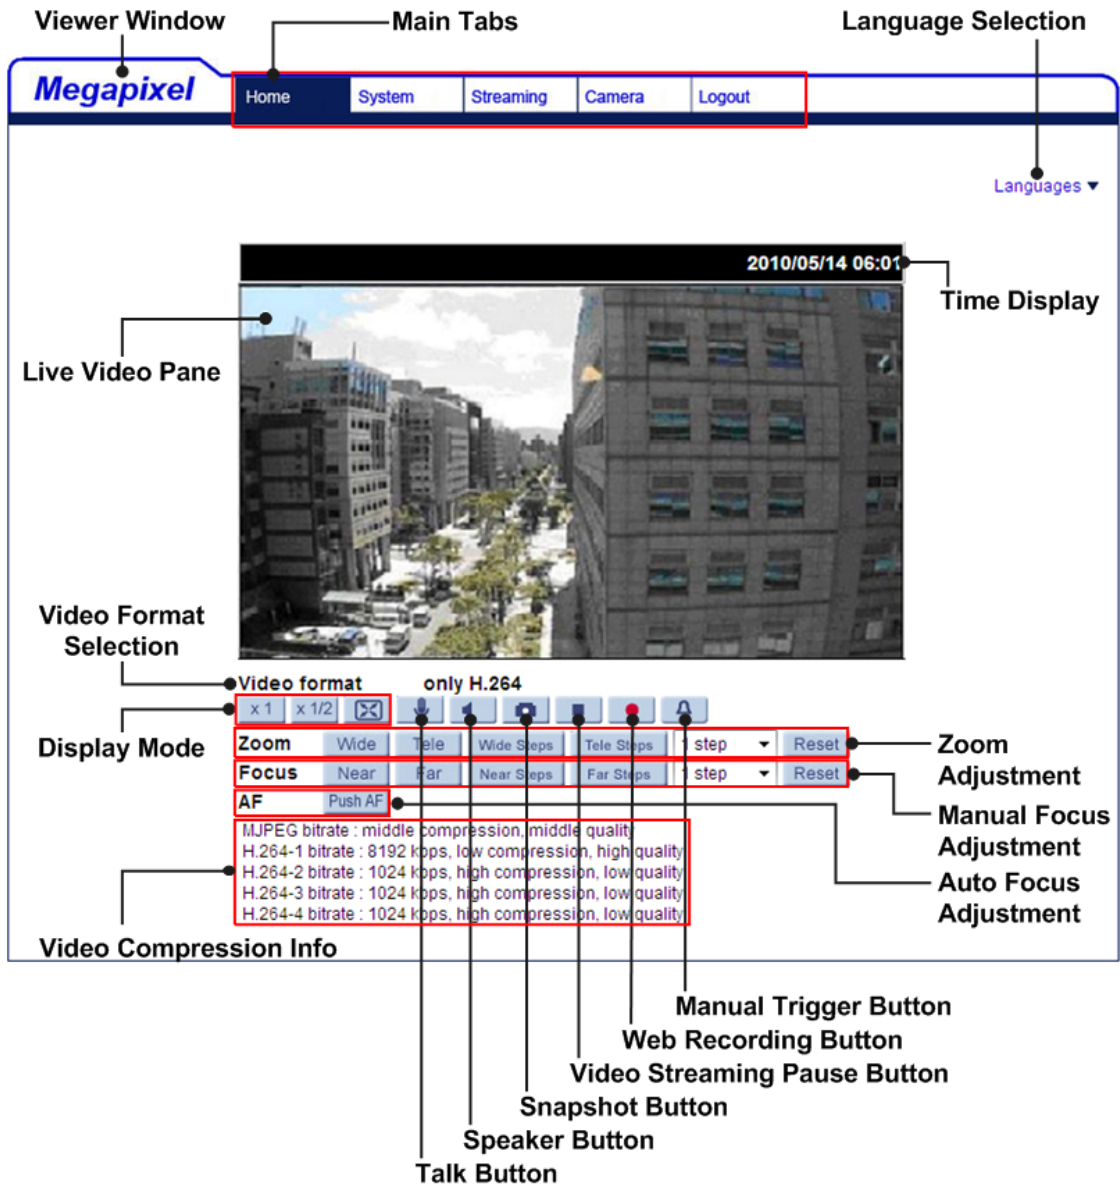 Viewer Window
Main Tabs
Language Selection
Megapixel
Home
System
Streaming
Camera
Logout
Languages
2010/05/14 06:01
Time Display
Live Video Pane
Video Format
Selection
Video format only H.264
x 1
x 1/2
Display Mode
Zoom Wide Tele Wide Steps Tele Steps 1 step Reset
Zoom
Adjustment
Focus Near Far Near Steps Far Steps 1 step Reset
Manual Focus
Adjustment
AF Push AF
Auto Focus
Adjustment
MJPEG bitrate : middle compression, middle quality
H.264-1 bitrate : 8192 kbps, low compression, high quality
H.264-2 bitrate : 1024 kbps, high compression, low quality
H.264-3 bitrate : 1024 kbps, high compression, low quality
H.264-4 bitrate : 1024 kbps, high compression, low quality
Video Compression Info
Manual Trigger Button
Web Recording Button
Video Streaming Pause Button
Snapshot Button
Speaker Button
Talk Button